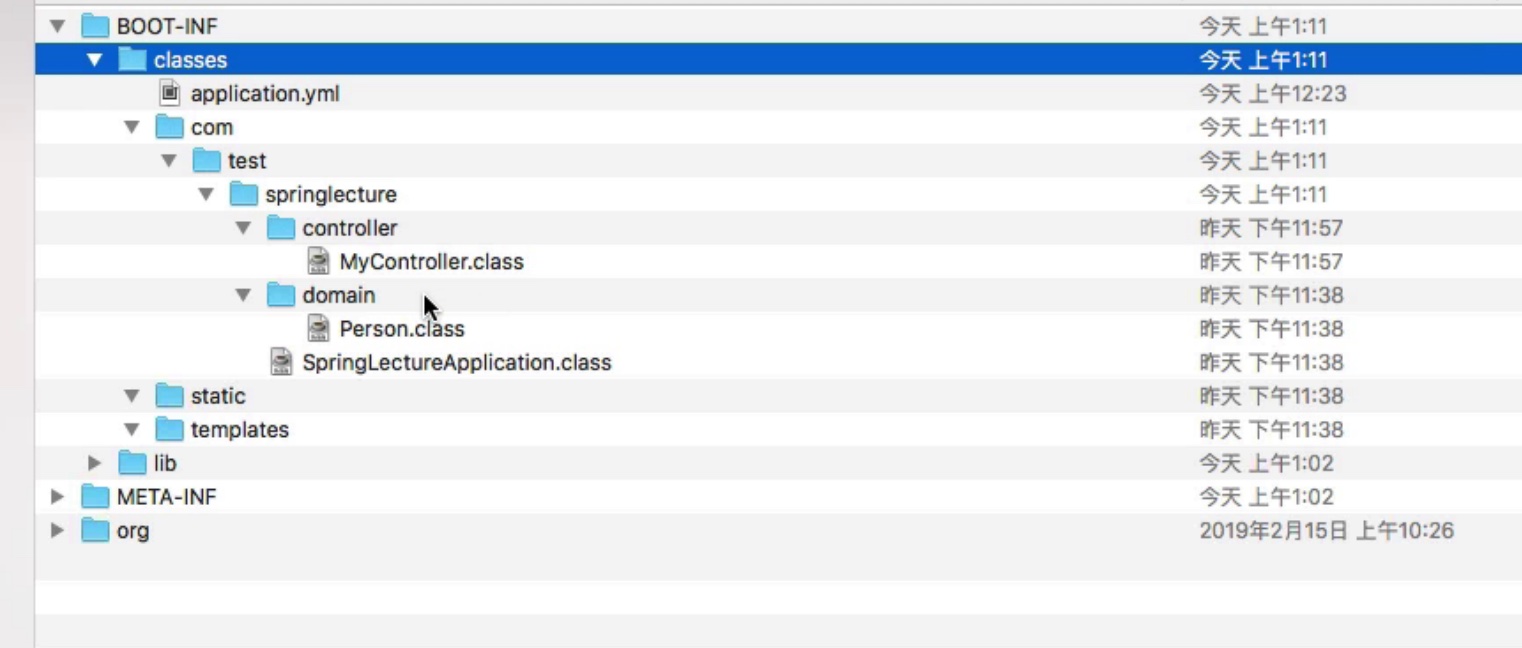 BOOT-INF 今天 上午1:11
classes 今天 上午1:11
application.yml 今天 上午12:23
com 今天 上午1:11
test 今天 上午1:11
springlecture 今天 上午1:11
controller 昨天 下午11:57
MyController.class 昨天 下午11:57
domain 昨天 下午11:38
Person.class 昨天 下午11:38
SpringLectureApplication.class 昨天 下午11:38
static 昨天 下午11:38
templates 昨天 下午11:38
lib 今天 上午1:02
META-INF 今天 上午1:02
org 2019年2月15日 上午10:26